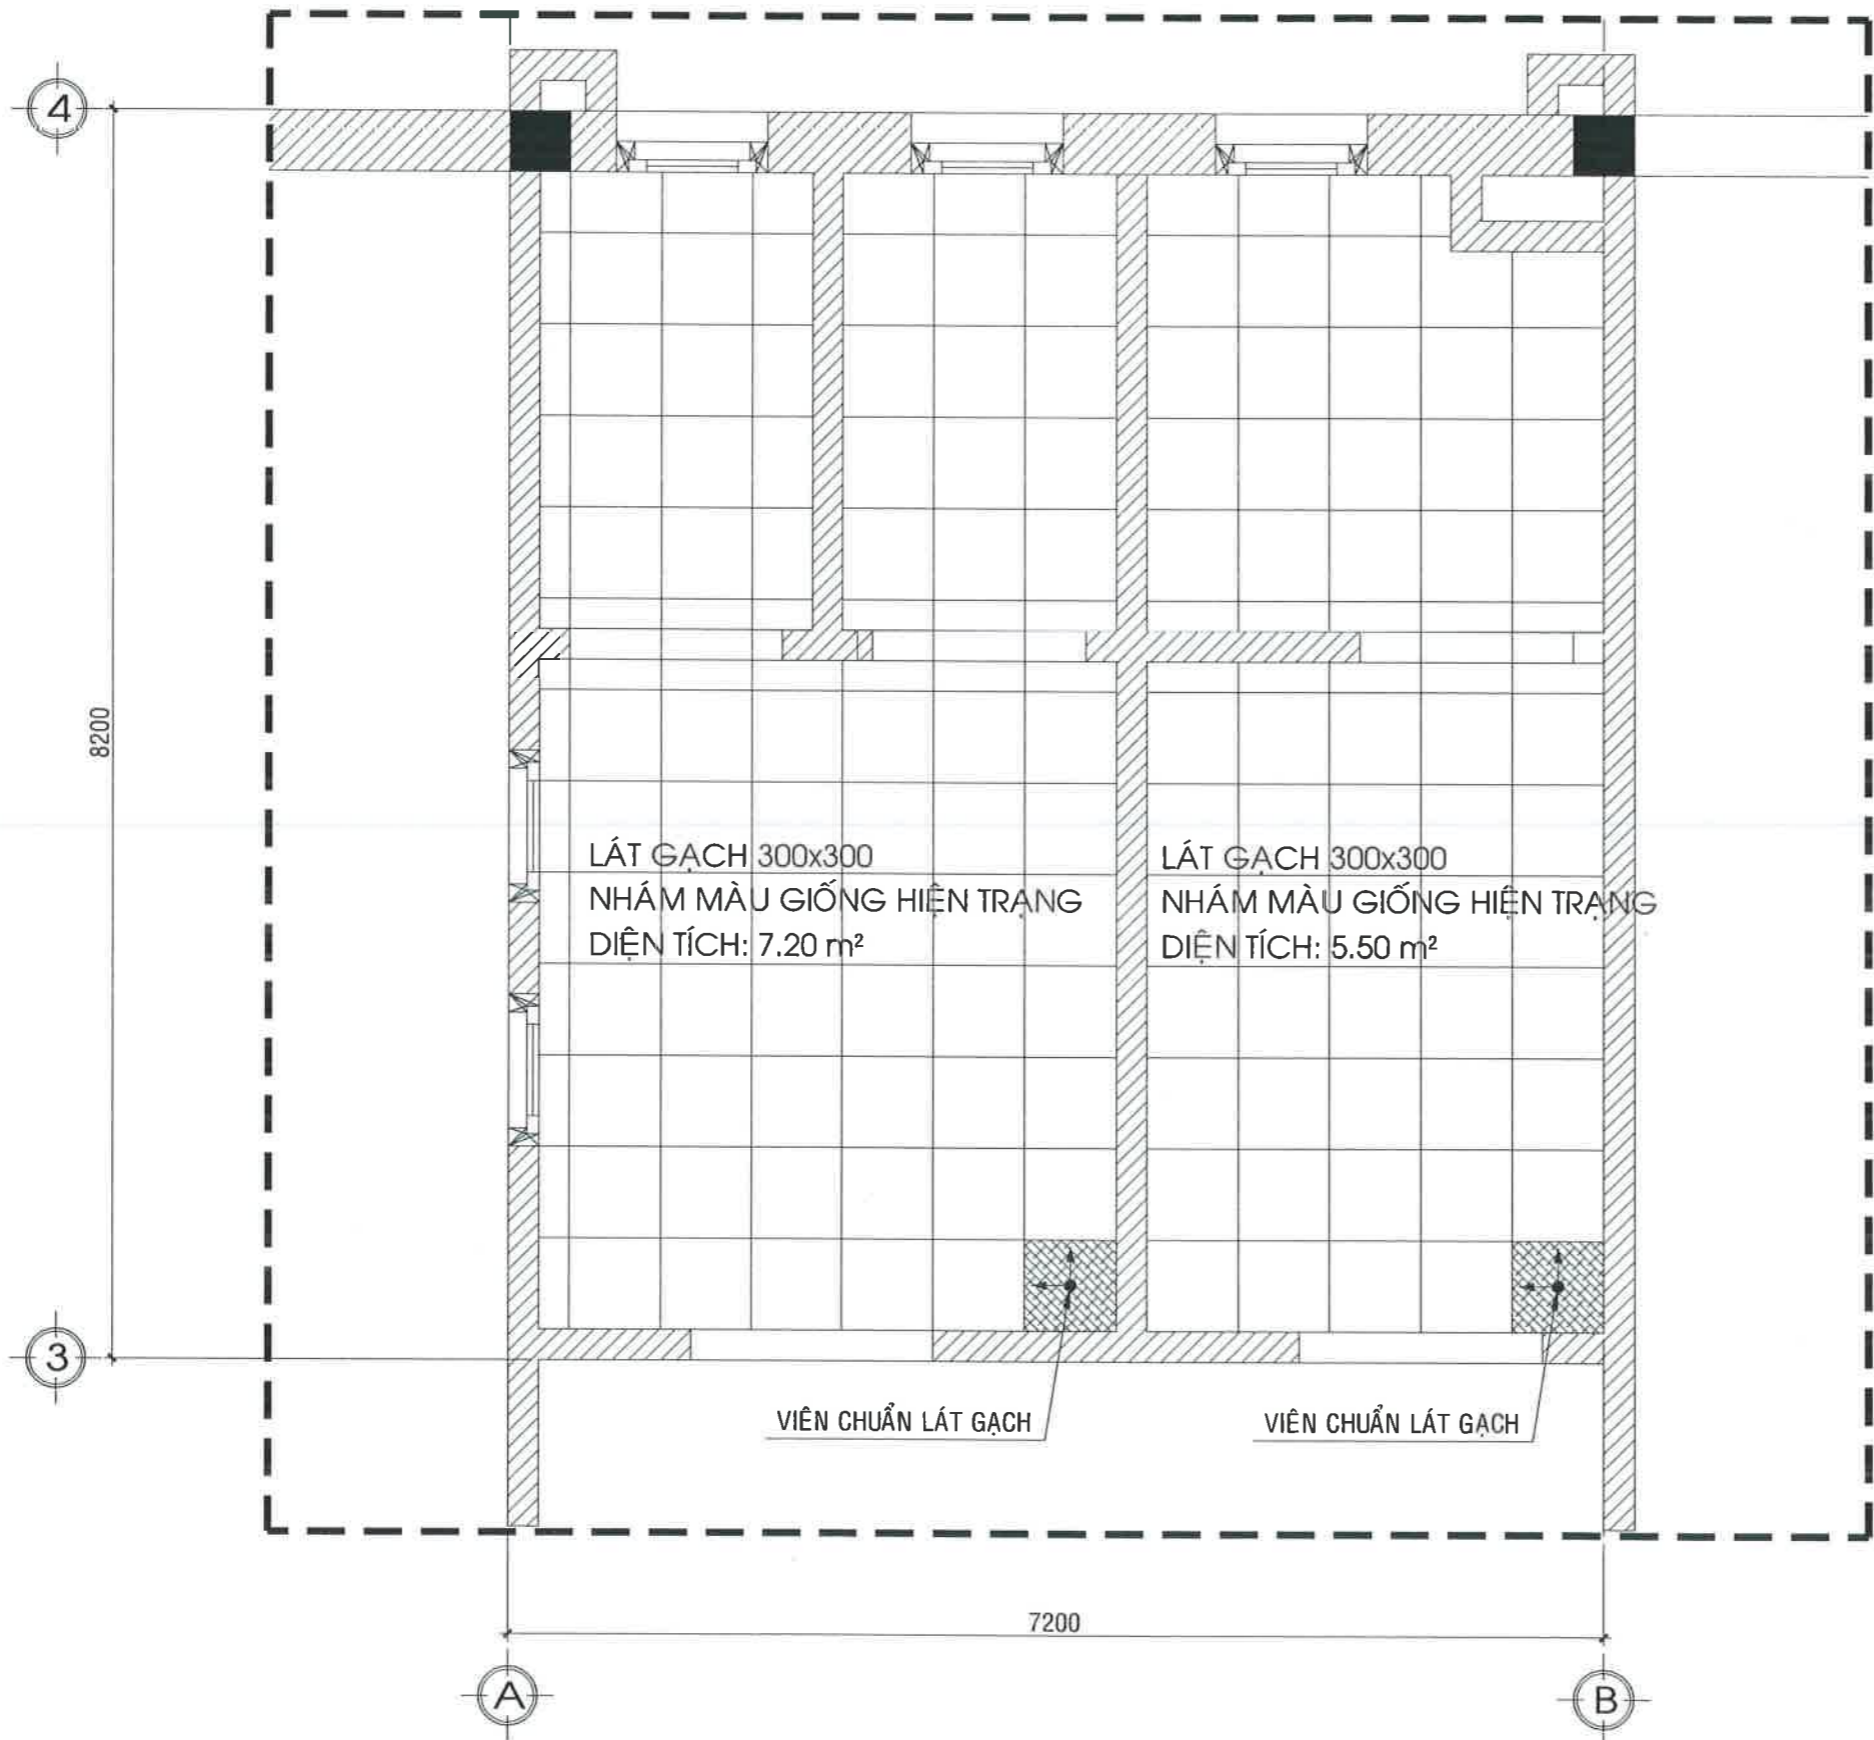 4
8200
LÁT GẠCH 300x300
NHÁM MÀU GIỐNG HIỆN TRẠNG
DIỆN TÍCH: 7.20 m²
LÁT GẠCH 300x300
NHÁM MÀU GIỐNG HIỆN TRẠNG
DIỆN TÍCH: 5.50 m²
3
VIÊN CHUẨN LÁT GẠCH
VIÊN CHUẨN LÁT GẠCH
7200
A
B